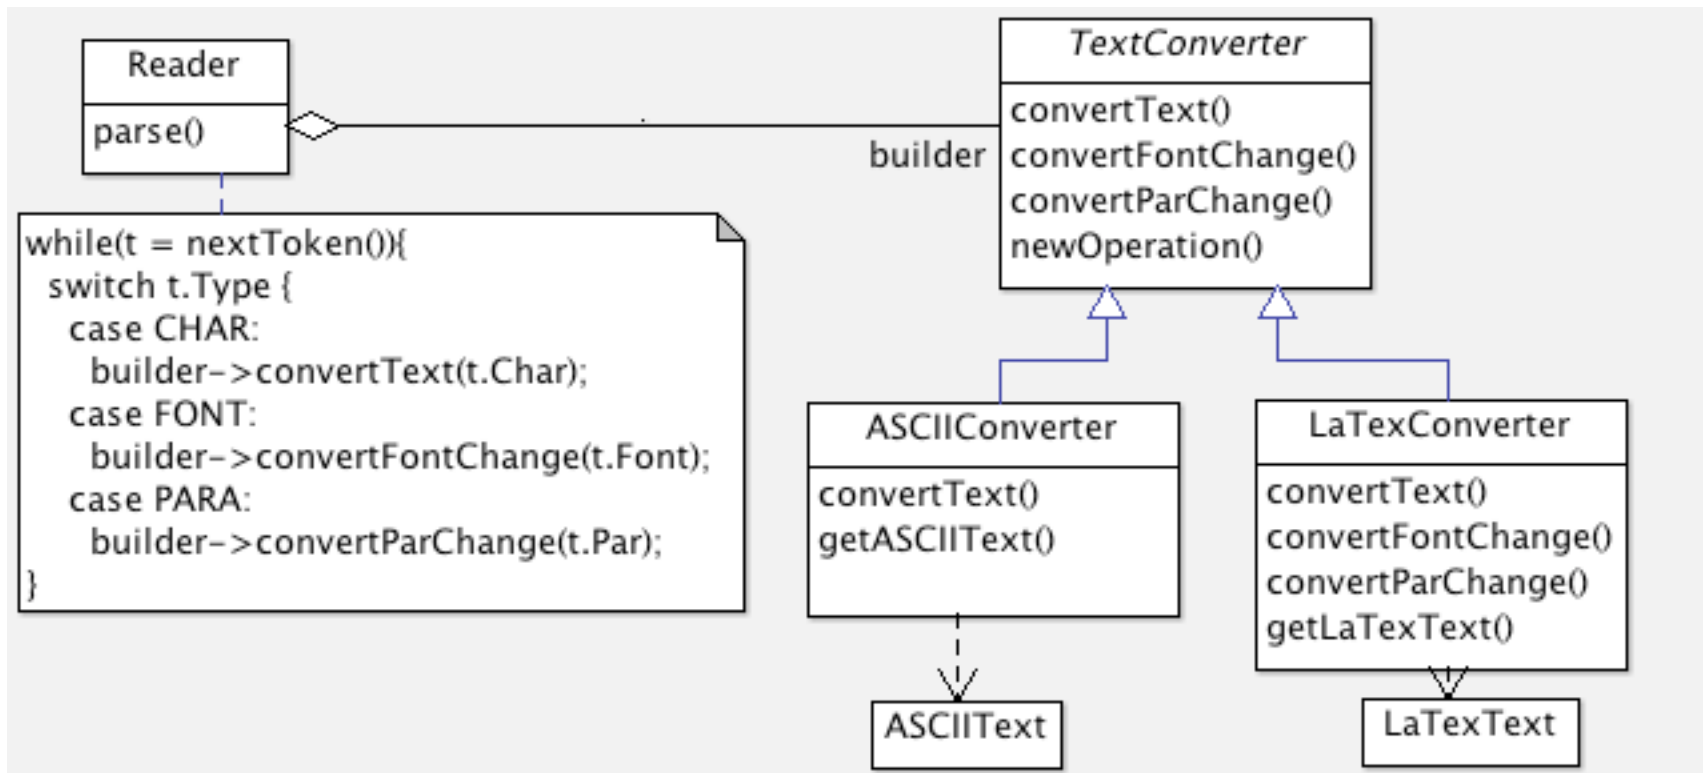 Reader
parse()
builder
TextConverter
convertText()
convertFontChange()
convertParChange()
newOperation()
while(t = nextToken()){
switch t.Type {
case CHAR:
builder->convertText(t.Char);
case FONT:
builder->convertFontChange(t.Font);
case PARA:
builder->convertParChange(t.Par);
}
ASCIIConverter
convertText()
getASCIIText()
LaTexConverter
convertText()
convertFontChange()
convertParChange()
getLaTexText()
ASCIIText
LaTexText